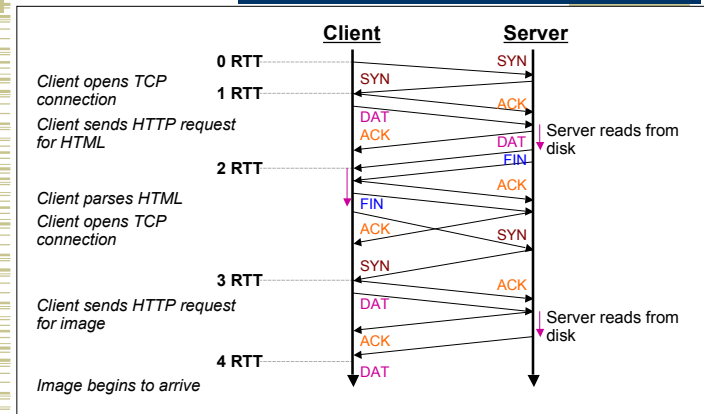 Client Server
0 RTT SYN
Client opens TCP
connection
SYN
1 RTT ACK
DAT
Client sends HTTP request
for HTML
ACK
Server reads from
disk
DAT
FIN
2 RTT
ACK
Client parses HTML
FIN
Client opens TCP
connection
ACK
SYN
SYN
3 RTT ACK
DAT
Client sends HTTP request
for image
Server reads from
disk
ACK
4 RTT
DAT
Image begins to arrive